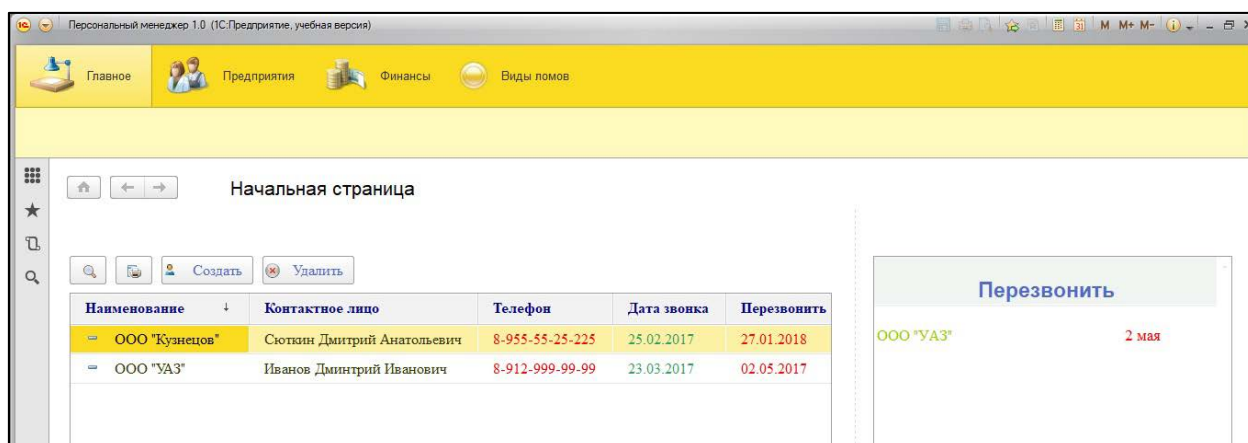 Персональный менеджер 1.0 (1С:Предприятие, учебная версия)
M M+ M-
Главное Предприятия Финансы Виды ломов
Начальная страница
Создать Удалить
Перезвонить
Наименование Контактное лицо Телефон Дата звонка Перезвонить
ООО "Кузнецов" Сюткин Дмитрий Анатольевич 8-955-55-25-225 25.02.2017 27.01.2018
ООО "УАЗ" 2 мая
ООО "УАЗ" Иванов Дминтрий Иванович 8-912-999-99-99 23.03.2017 02.05.2017